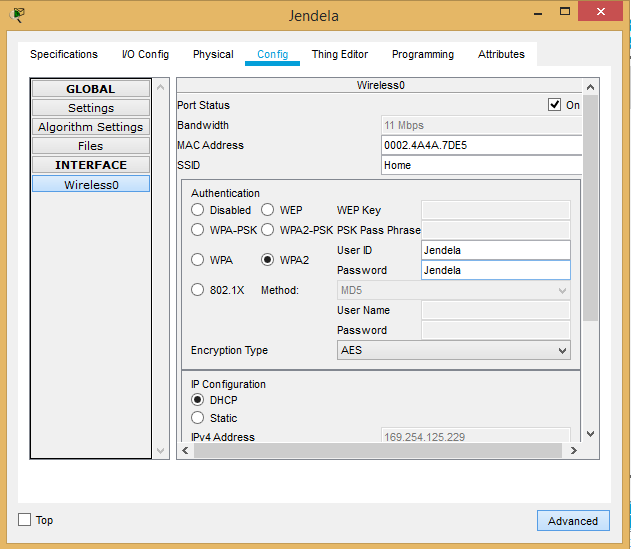 Jendela
Specifications I/O Config Physical Config Thing Editor Programming Attributes
GLOBAL
Settings
Algorithm Settings
Files
INTERFACE
Wireless0
Wireless0
Port Status On
Bandwidth 11 Mbps
MAC Address 0002.4A4A.7DE5
SSID Home
Authentication
Disabled WEP WEP Key
WPA-PSK WPA2-PSK PSK Pass Phrase
User ID Jendela
WPA WPA2
Password Jendela
802.1X Method: MD5
User Name
Password
Encryption Type AES
IP Configuration
DHCP
Static
IPv4 Address 169.254.125.229
Top Advanced